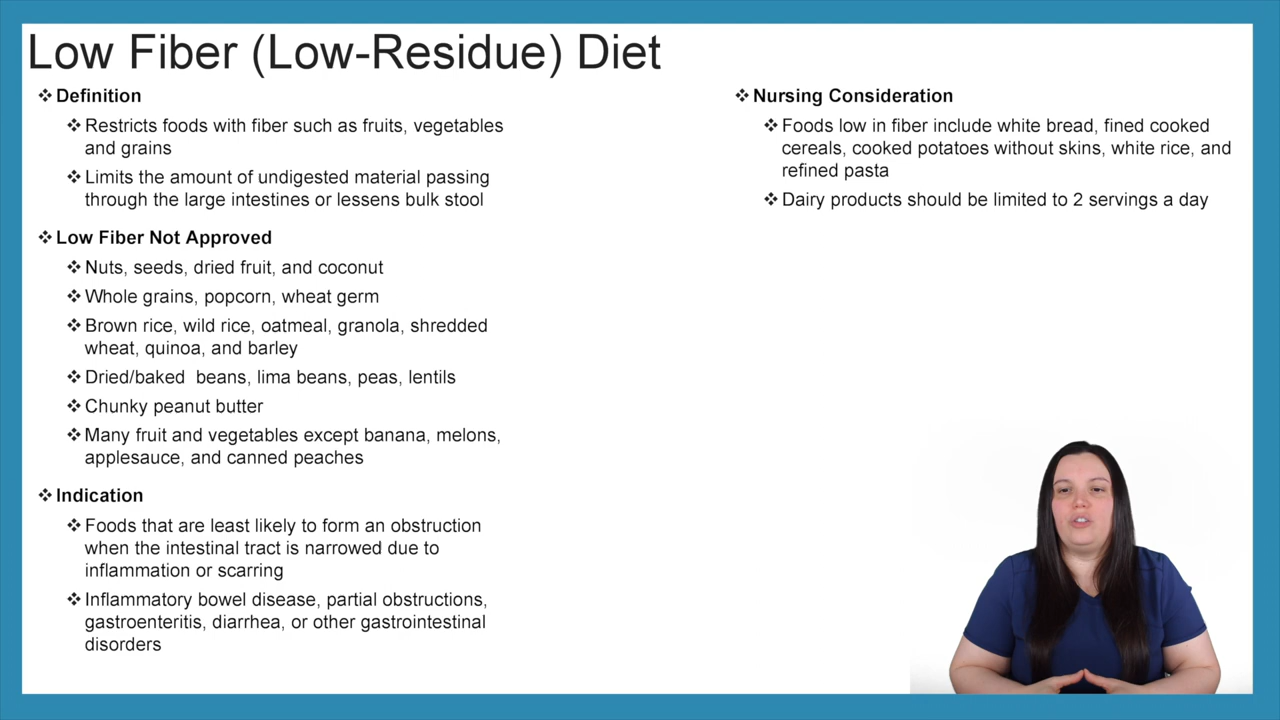 Low Fiber (Low-Residue) Diet
❖ Definition
❖ Restricts foods with fiber such as fruits, vegetables
and grains
❖ Limits the amount of undigested material passing
through the large intestines or lessens bulk stool
❖ Low Fiber Not Approved
❖ Nuts, seeds, dried fruit, and coconut
❖ Whole grains, popcorn, wheat germ
❖ Brown rice, wild rice, oatmeal, granola, shredded
wheat, quinoa, and barley
❖ Dried/baked  beans, lima beans, peas, lentils
❖ Chunky peanut butter
❖ Many fruit and vegetables except banana, melons,
applesauce, and canned peaches
❖ Indication
❖ Foods that are least likely to form an obstruction
when the intestinal tract is narrowed due to
inflammation or scarring
❖ Inflammatory bowel disease, partial obstructions,
gastroenteritis, diarrhea, or other gastrointestinal
disorders
❖ Nursing Consideration
❖ Foods low in fiber include white bread, fined cooked
cereals, cooked potatoes without skins, white rice, and
refined pasta
❖ Dairy products should be limited to 2 servings a day